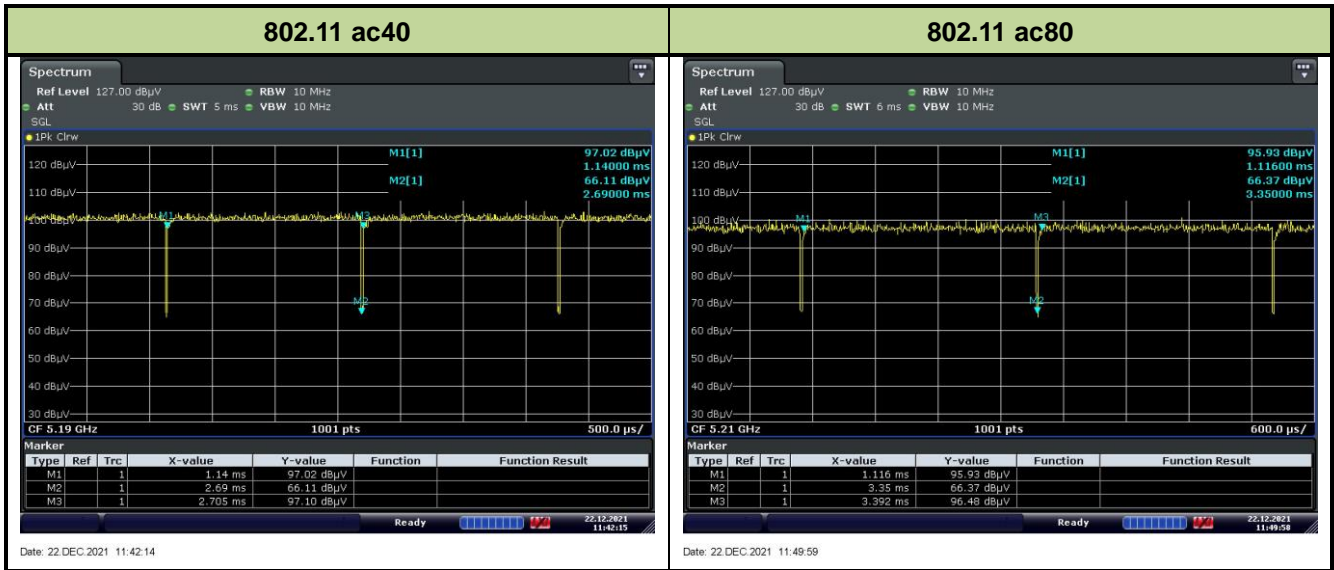 802.11 ac40
802.11 ac80
Spectrum
Ref Level 127.00 dBµV RBW 10 MHz
Att 30 dB SWT 5 ms VBW 10 MHz
SGL
1Pk Clrw
M1[1] 97.02 dBµV
1.14000 ms
M2[1] 66.11 dBµV
2.69000 ms
120 dBµV
110 dBµV
100 dBµV
90 dBµV
80 dBµV
70 dBµV
60 dBµV
50 dBµV
40 dBµV
30 dBµV
M1
M3
M2
CF 5.19 GHz 1001 pts 500.0 µs/
Marker
Type Ref Trc X-value Y-value Function Function Result
M1 1 1.14 ms 97.02 dBµV
M2 1 2.69 ms 66.11 dBµV
M3 1 2.705 ms 97.10 dBµV
Ready 22.12.2021
11:42:15
Date: 22.DEC.2021 11:42:14
Spectrum
Ref Level 127.00 dBµV RBW 10 MHz
Att 30 dB SWT 6 ms VBW 10 MHz
SGL
1Pk Clrw
M1[1] 95.93 dBµV
1.11600 ms
M2[1] 66.37 dBµV
3.35000 ms
120 dBµV
110 dBµV
100 dBµV
90 dBµV
80 dBµV
70 dBµV
60 dBµV
50 dBµV
40 dBµV
30 dBµV
M1
M3
M2
CF 5.21 GHz 1001 pts 600.0 µs/
Marker
Type Ref Trc X-value Y-value Function Function Result
M1 1 1.116 ms 95.93 dBµV
M2 1 3.35 ms 66.37 dBµV
M3 1 3.392 ms 96.48 dBµV
Ready 22.12.2021
11:49:58
Date: 22.DEC.2021 11:49:59